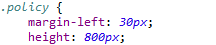 .policy {
margin-left: 30px;
height: 800px;